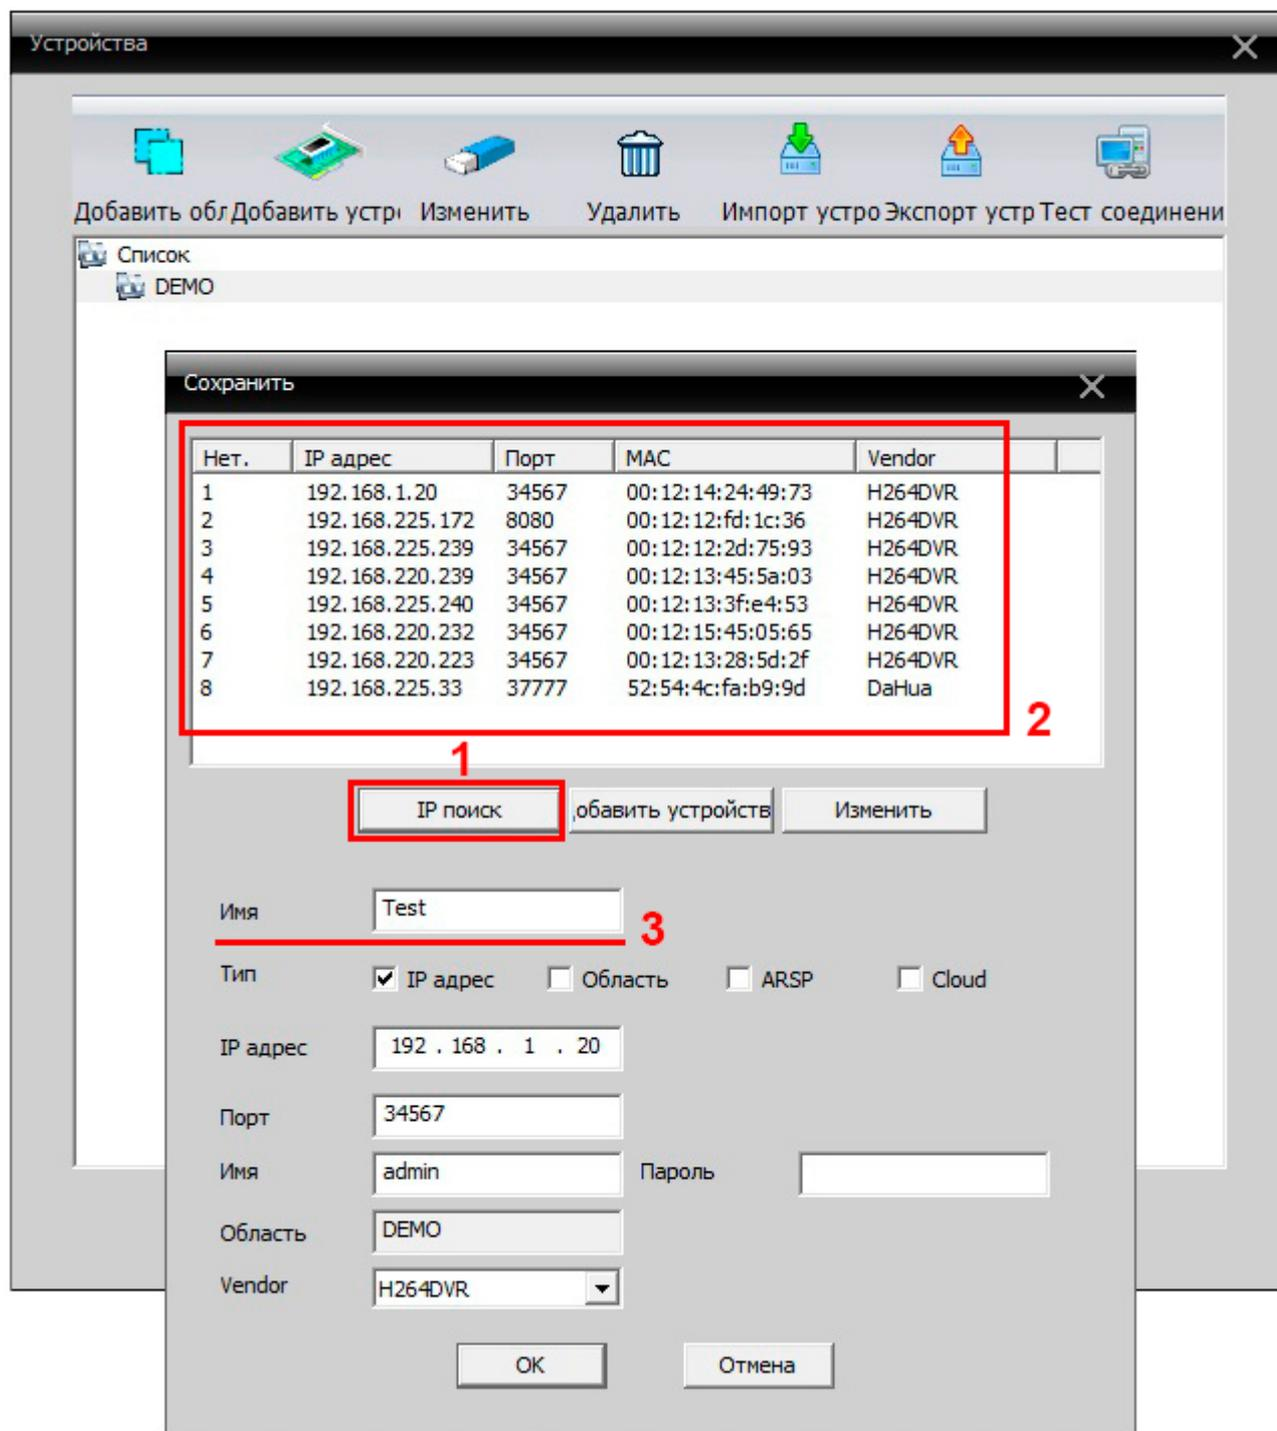 Устройства
Добавить обл Добавить устр Изменить Удалить Импорт устро Экспорт устр Тест соединени
Список
DEMO
Сохранить
Нет. IP адрес Порт MAC Vendor
1 192.168.1.20 34567 00:12:14:24:49:73 H264DVR
2 192.168.225.172 8080 00:12:12:fd:1c:36 H264DVR
3 192.168.225.239 34567 00:12:12:2d:75:93 H264DVR
4 192.168.220.239 34567 00:12:13:45:5a:03 H264DVR
5 192.168.225.240 34567 00:12:13:3f:e4:53 H264DVR
6 192.168.220.232 34567 00:12:15:45:05:65 H264DVR
7 192.168.220.223 34567 00:12:13:28:5d:2f H264DVR
8 192.168.225.33 37777 52:54:4c:fa:b9:9d DaHua
2
1
IP поиск обавить устройств Изменить
Имя Test
3
Тип IP адрес Область ARSP Cloud
IP адрес 192 . 168 . 1 . 20
Порт 34567
Имя admin Пароль
Область DEMO
Vendor H264DVR
OK Отмена